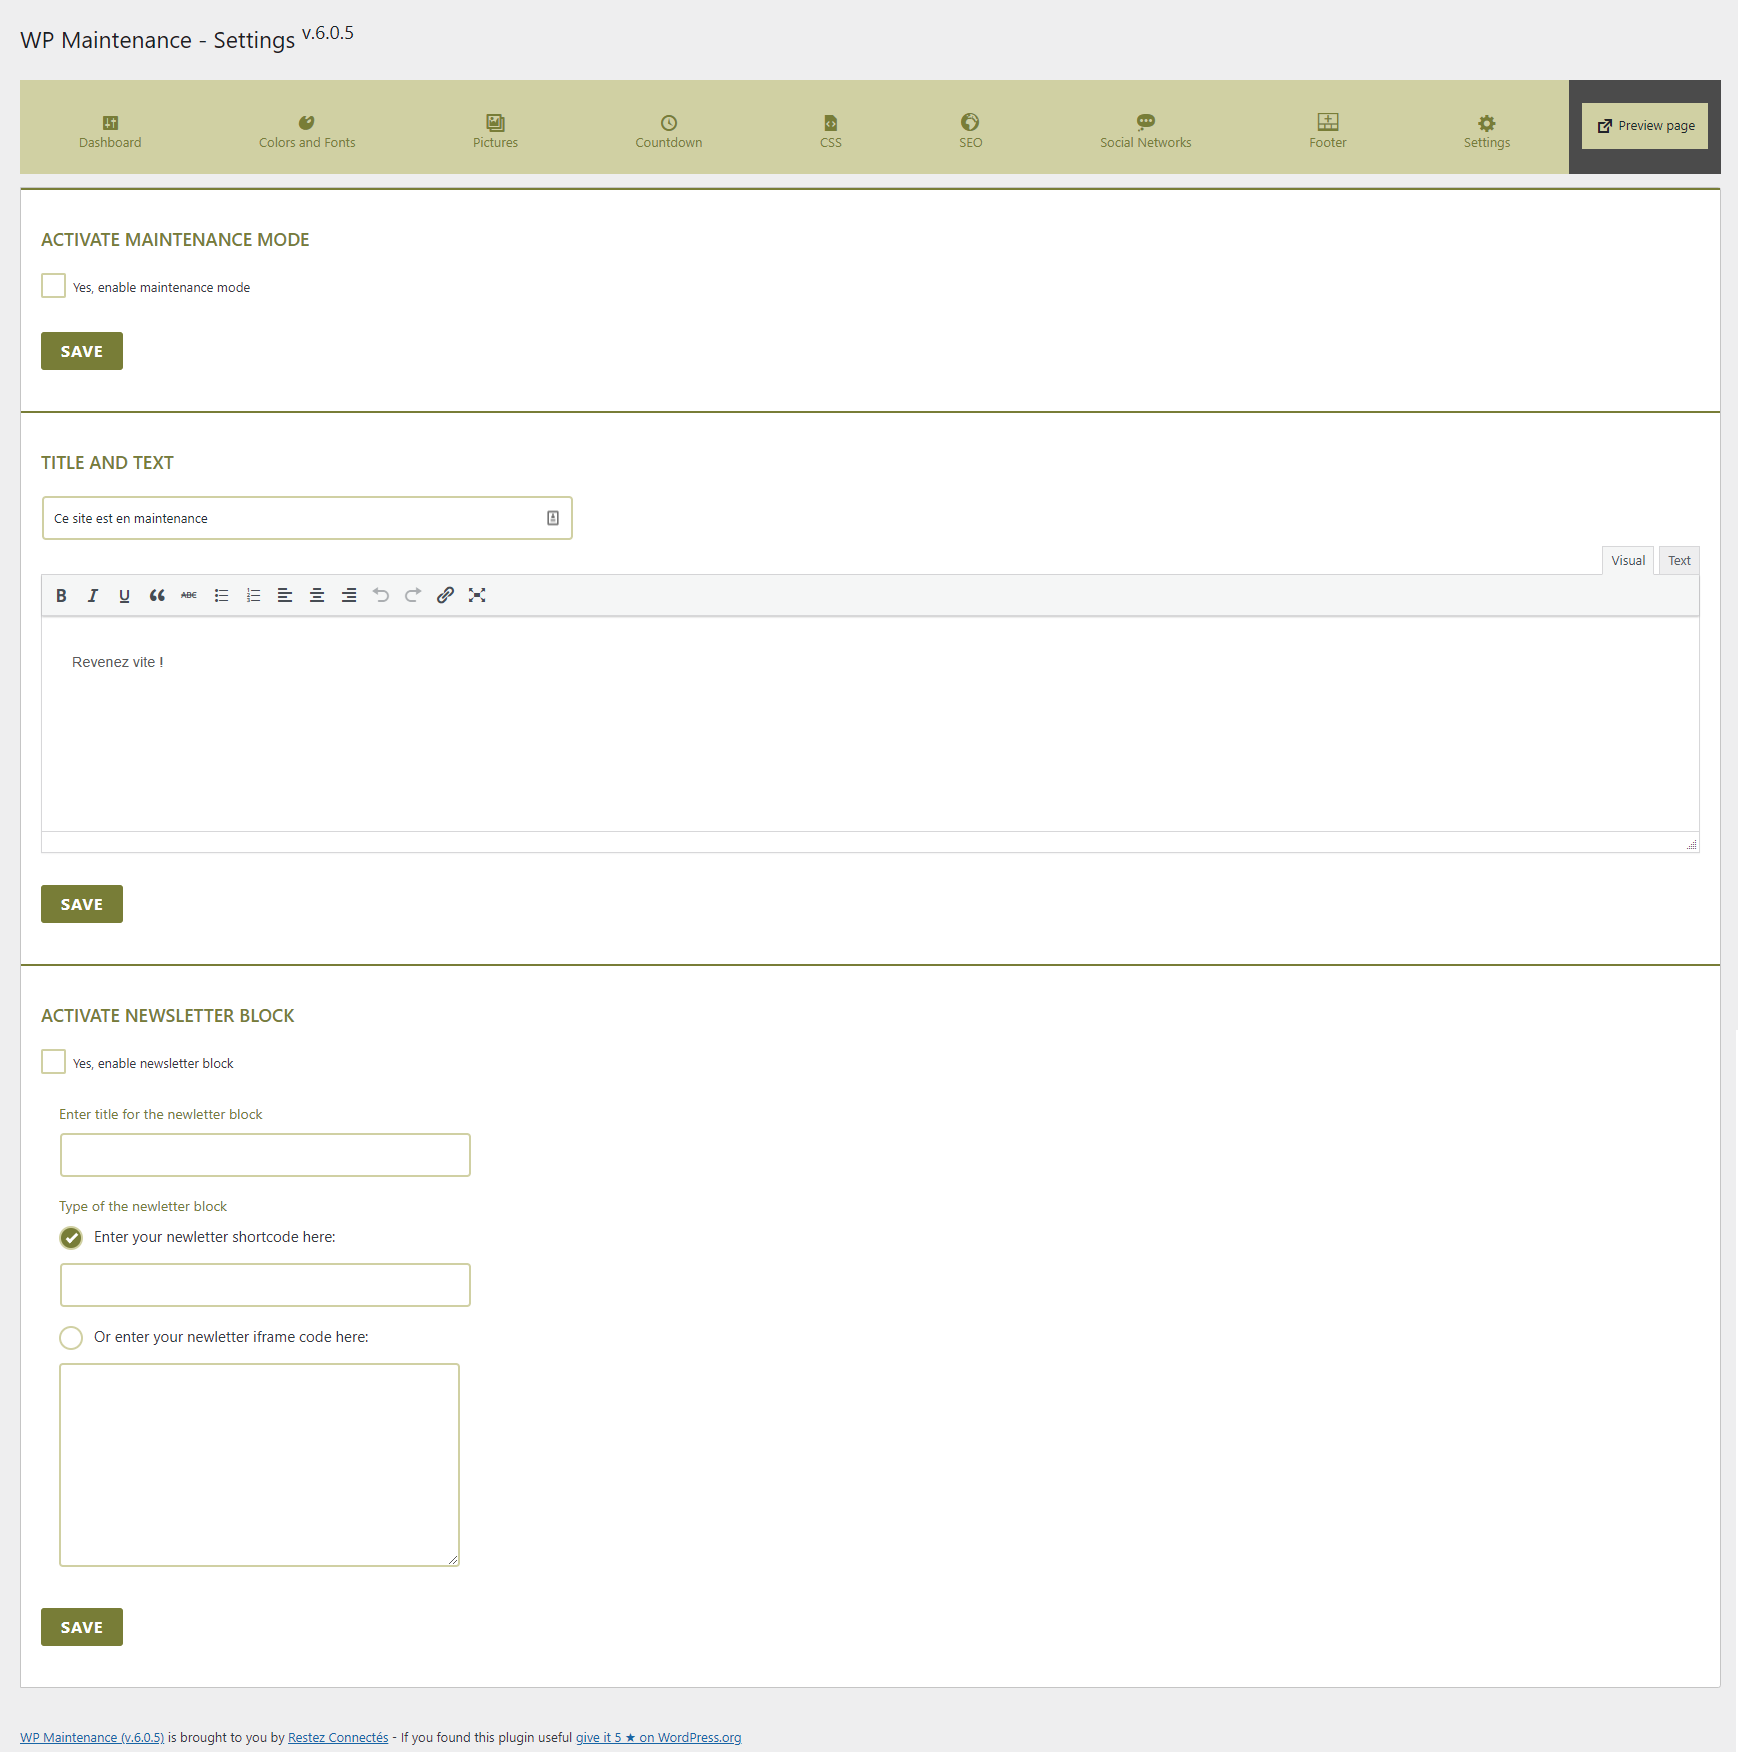 WP Maintenance - Settings v.6.0.5
Dashboard Colors and Fonts Pictures Countdown CSS SEO Social Networks Footer Settings Preview page
ACTIVATE MAINTENANCE MODE
Yes, enable maintenance mode
SAVE
TITLE AND TEXT
Ce site est en maintenance
Visual Text
B I U ABC
Revenez vite !
SAVE
ACTIVATE NEWSLETTER BLOCK
Yes, enable newsletter block
Enter title for the newletter block
Type of the newletter block
Enter your newletter shortcode here:
Or enter your newletter iframe code here:
SAVE
WP Maintenance (v.6.0.5) is brought to you by Restez Connectés - If you found this plugin useful give it 5 ★ on WordPress.org